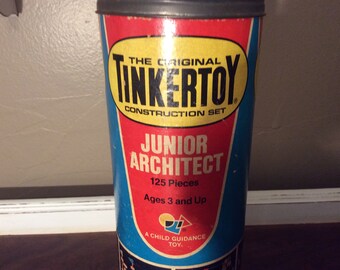 THE ORIGINAL
TINKERTOY®
CONSTRUCTION SET
JUNIOR
ARCHITECT
125 Pieces
Ages 3 and Up
A CHILD GUIDANCE
TOY.